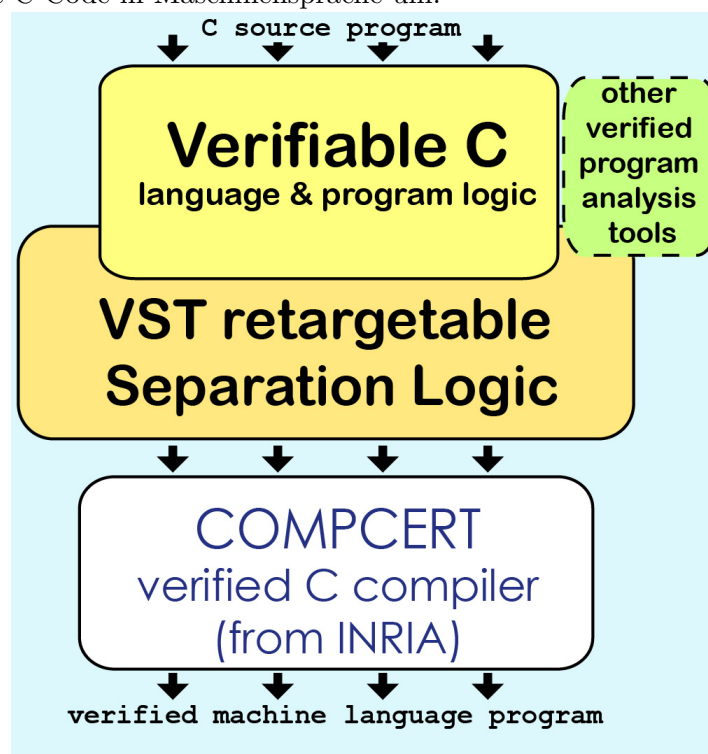 C source program
Verifiable C
language & program logic
other
verified
program
analysis
tools
VST retargetable
Separation Logic
COMPCERT
verified C compiler
(from INRIA)
verified machine language program